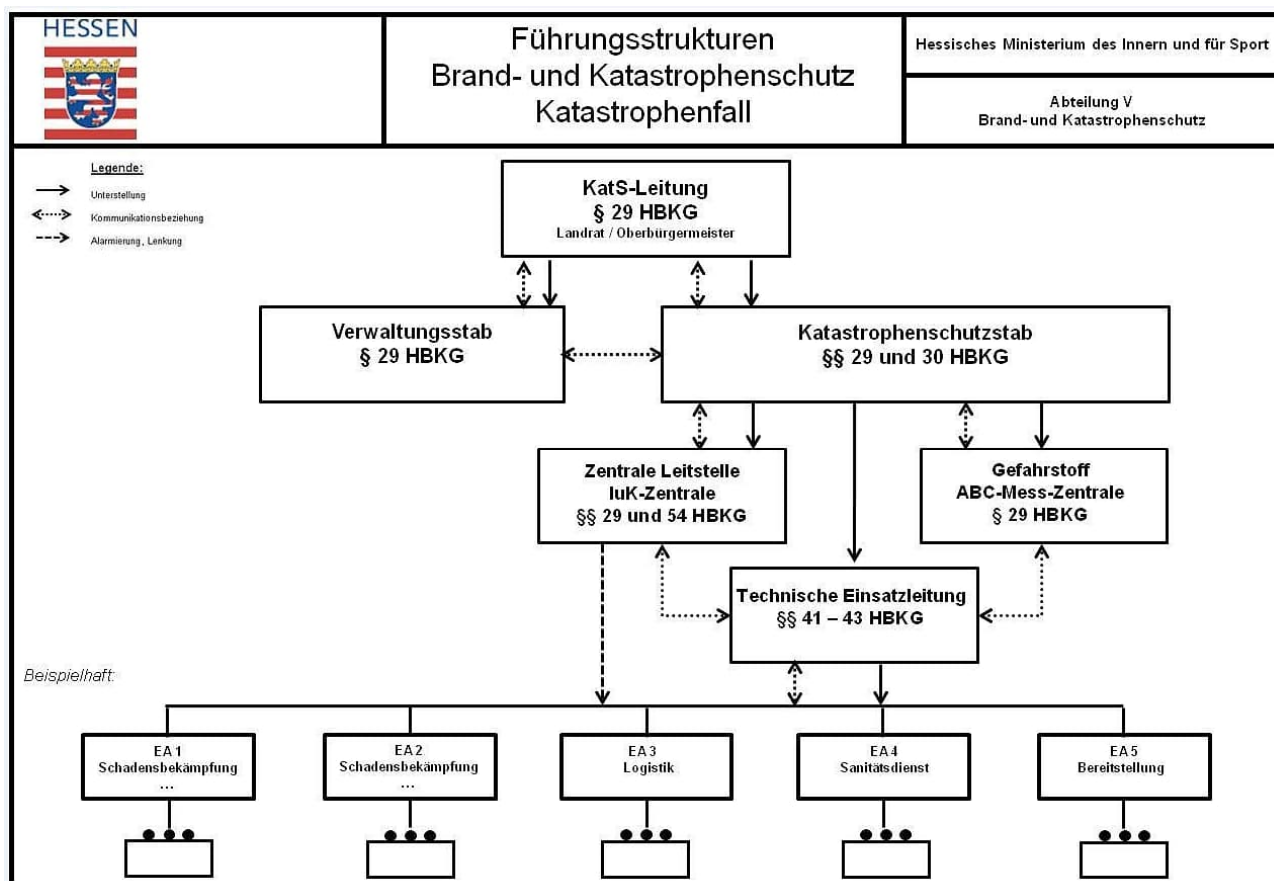 HESSEN
Führungsstrukturen
Brand- und Katastrophenschutz
Katastrophenfall
Hessisches Ministerium des Innern und für Sport
Abteilung V
Brand- und Katastrophenschutz
Legende:
Unterstellung
Kommunikationsbeziehung
Alarmierung, Lenkung
KatS-Leitung
§ 29 HBKG
Landrat / Oberbürgermeister
Verwaltungsstab
§ 29 HBKG
Katastrophenschutzstab
§§ 29 und 30 HBKG
Zentrale Leitstelle
IuK-Zentrale
§§ 29 und 54 HBKG
Gefahrstoff
ABC-Mess-Zentrale
§ 29 HBKG
Technische Einsatzleitung
§§ 41 – 43 HBKG
Beispielhaft:
EA 1
Schadensbekämpfung
...
EA 2
Schadensbekämpfung
...
EA 3
Logistik
EA 4
Sanitätsdienst
EA 5
Bereitstellung